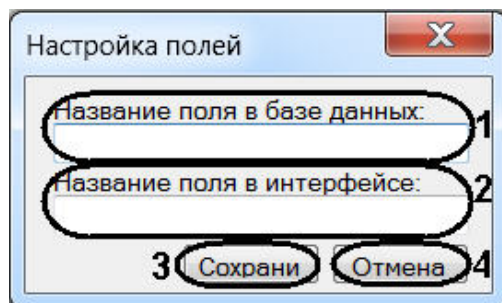 Настройка полей
Название поля в базе данных:
1
Название поля в интерфейсе:
2
3 Сохрани Отмена 4